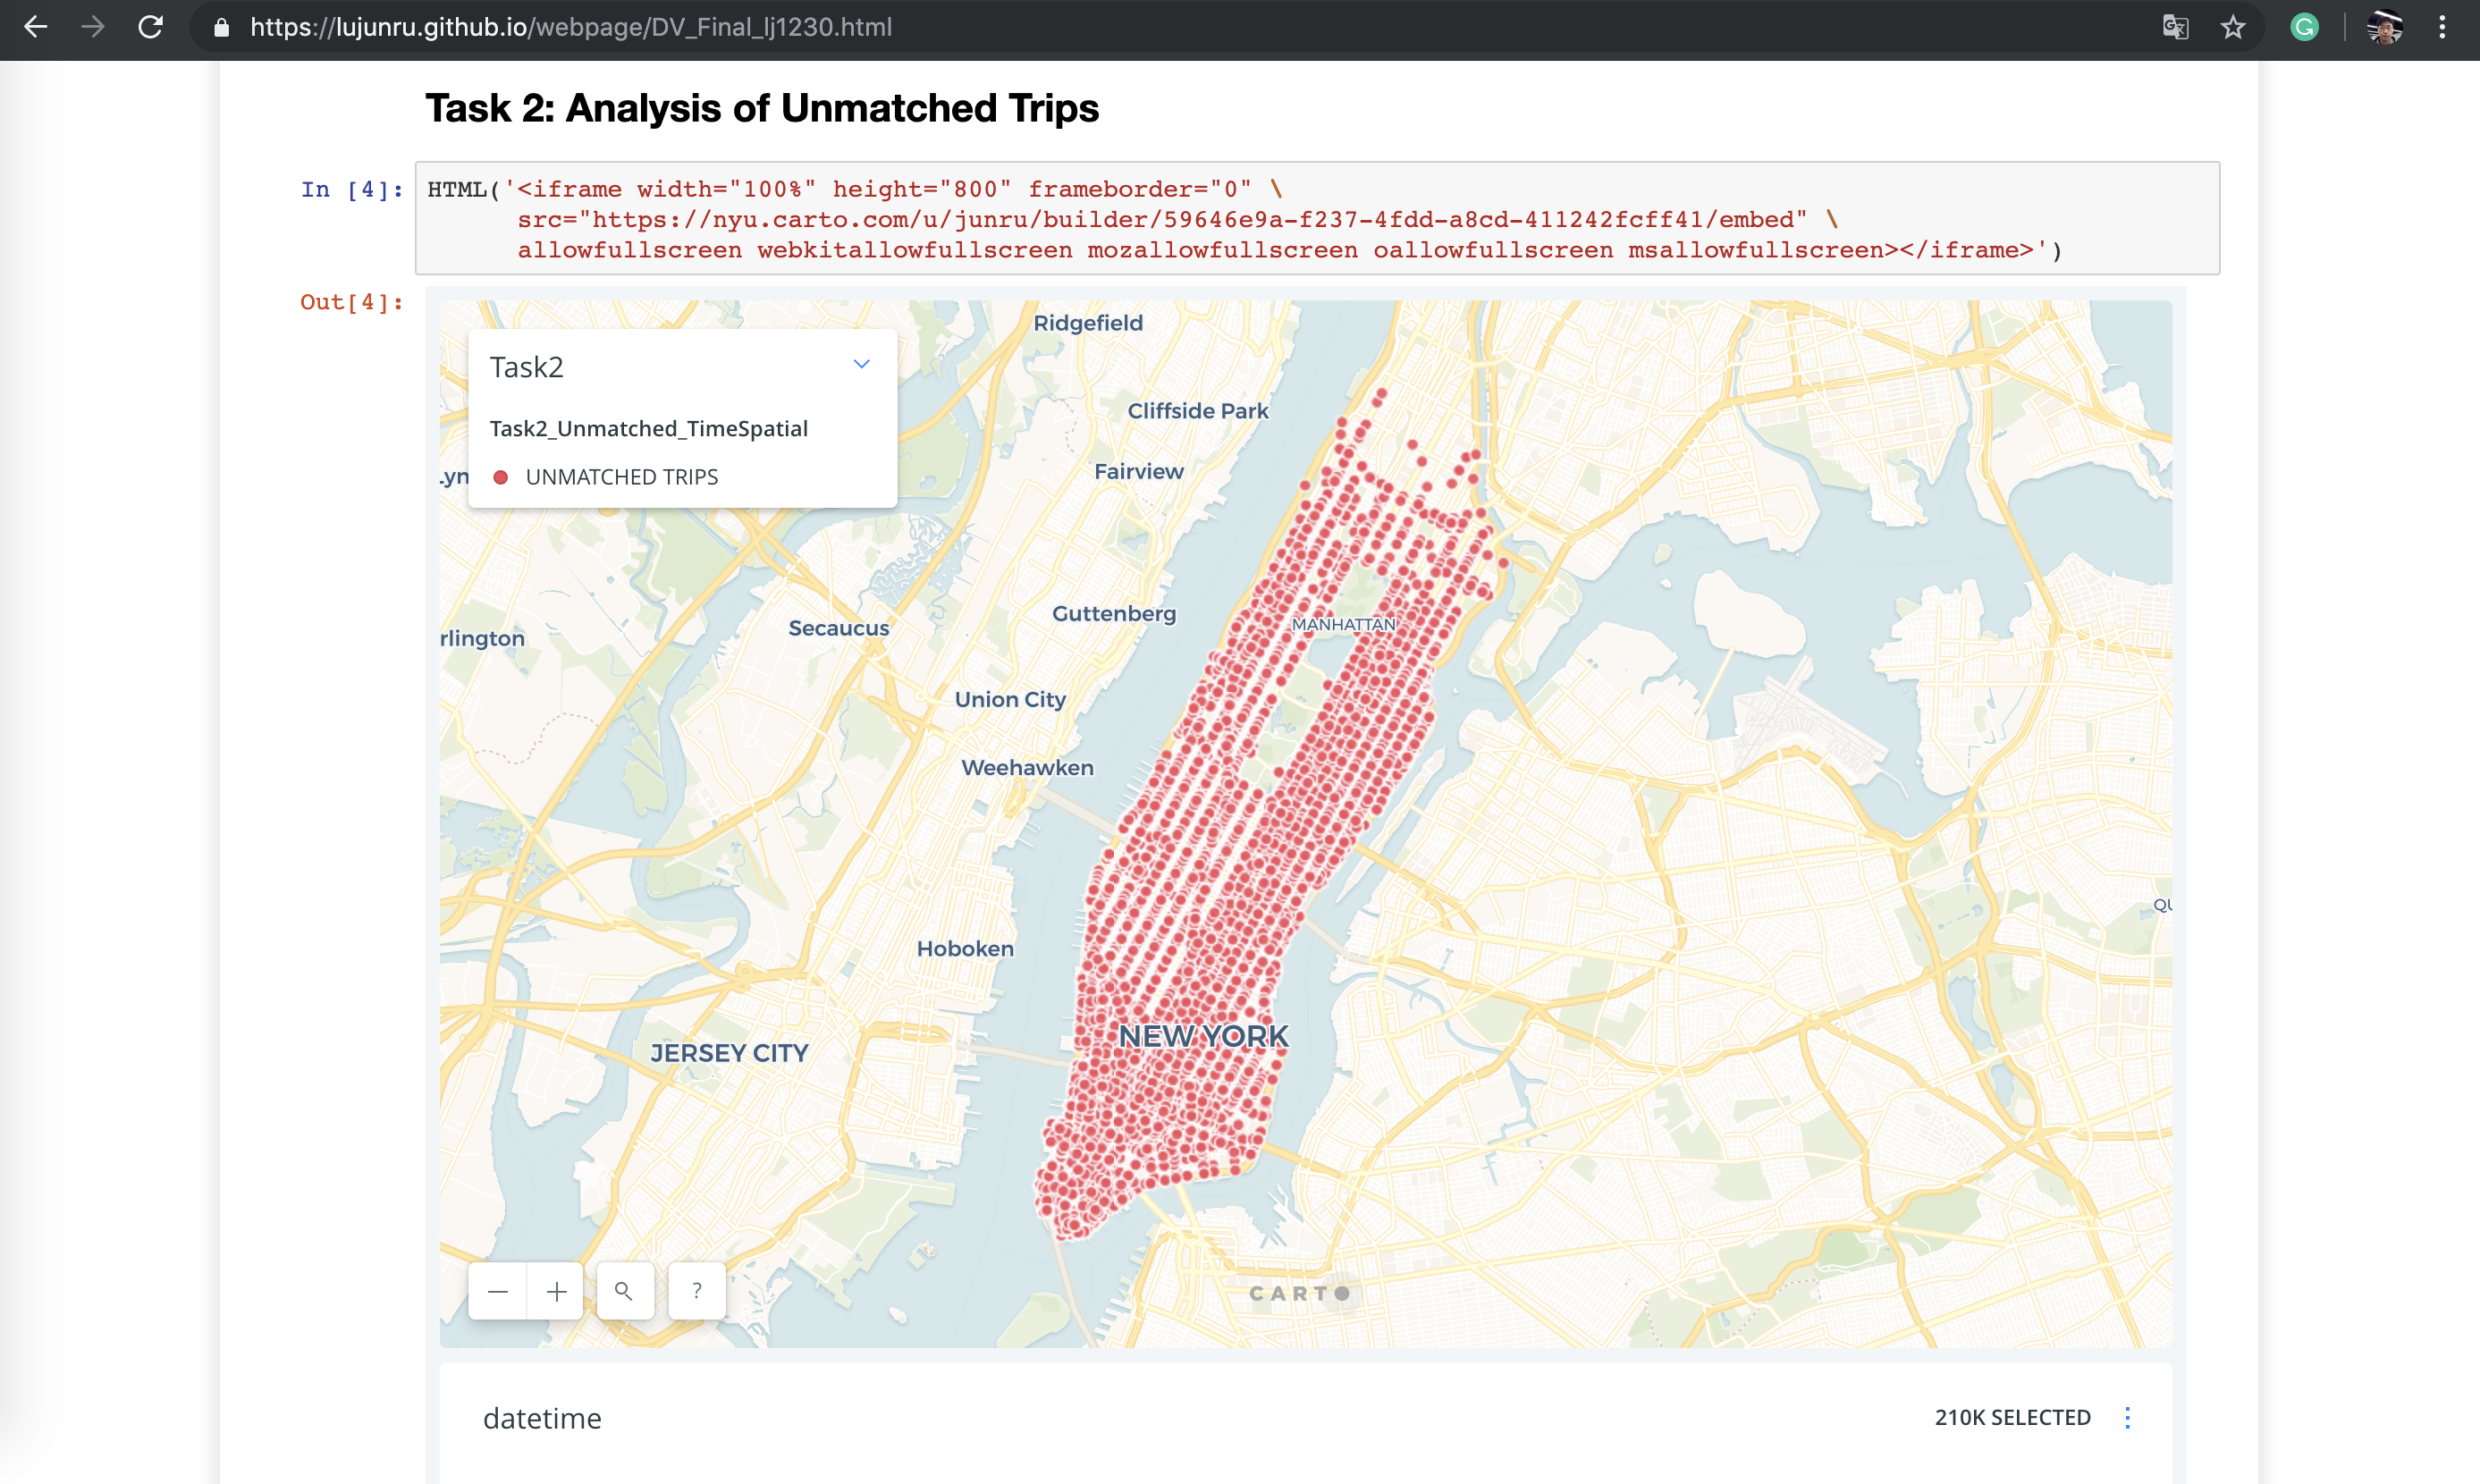 https://lujunru.github.io/webpage/DV_Final_lj1230.html
Task 2: Analysis of Unmatched Trips
In [4]:
HTML('<iframe width="100%" height="800" frameborder="0" \
src="https://nyu.carto.com/u/junru/builder/59646e9a-f237-4fdd-a8cd-411242fcff41/embed" \
allowfullscreen webkitallowfullscreen mozallowfullscreen oallowfullscreen msallowfullscreen></iframe>')
Out[4]:
Task2
Task2_Unmatched_TimeSpatial
UNMATCHED TRIPS
Ridgefield
Cliffside Park
Fairview
Lyn
Guttenberg
MANHATTAN
Secaucus
rlington
Union City
Weehawken
QU
Hoboken
NEW YORK
JERSEY CITY
?
CARTO
datetime
210K SELECTED